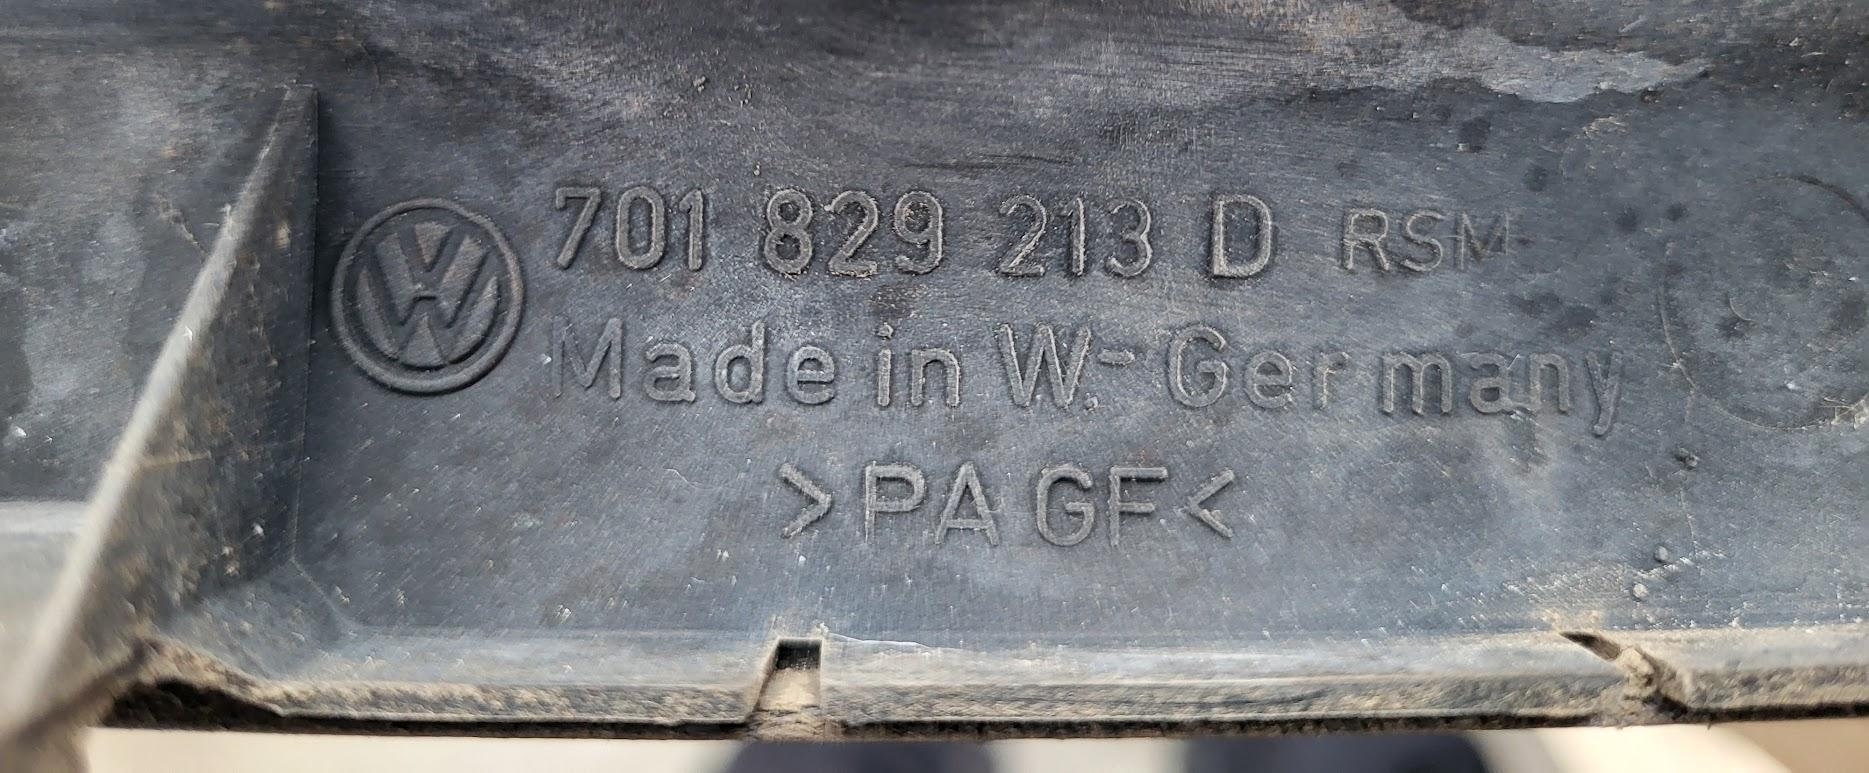 701 829 213 D RSM
Made in W.-Germany
>PA GF<